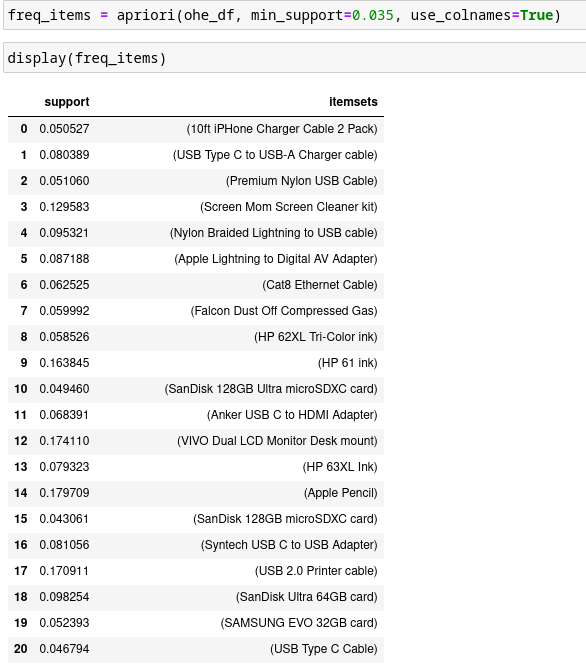 freq_items = apriori(ohe_df, min_support=0.035, use_colnames=True)
display(freq_items)
support itemsets
0 0.050527 (10ft iPHone Charger Cable 2 Pack)
1 0.080389 (USB Type C to USB-A Charger cable)
2 0.051060 (Premium Nylon USB Cable)
3 0.129583 (Screen Mom Screen Cleaner kit)
4 0.095321 (Nylon Braided Lightning to USB cable)
5 0.087188 (Apple Lightning to Digital AV Adapter)
6 0.062525 (Cat8 Ethernet Cable)
7 0.059992 (Falcon Dust Off Compressed Gas)
8 0.058526 (HP 62XL Tri-Color ink)
9 0.163845 (HP 61 ink)
10 0.049460 (SanDisk 128GB Ultra microSDXC card)
11 0.068391 (Anker USB C to HDMI Adapter)
12 0.174110 (VIVO Dual LCD Monitor Desk mount)
13 0.079323 (HP 63XL Ink)
14 0.179709 (Apple Pencil)
15 0.043061 (SanDisk 128GB microSDXC card)
16 0.081056 (Syntech USB C to USB Adapter)
17 0.170911 (USB 2.0 Printer cable)
18 0.098254 (SanDisk Ultra 64GB card)
19 0.052393 (SAMSUNG EVO 32GB card)
20 0.046794 (USB Type C Cable)